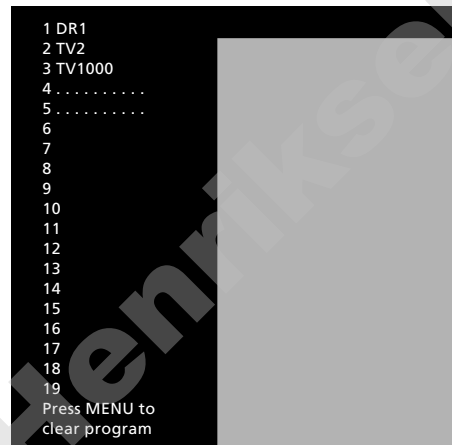 1 DR1
2 TV2
3 TV1000
4 . . . . . . . . . .
5 . . . . . . . . . .
6
7
8
9
10
11
12
13
14
15
16
17
18
19
Press MENU to
clear program
Henrikse